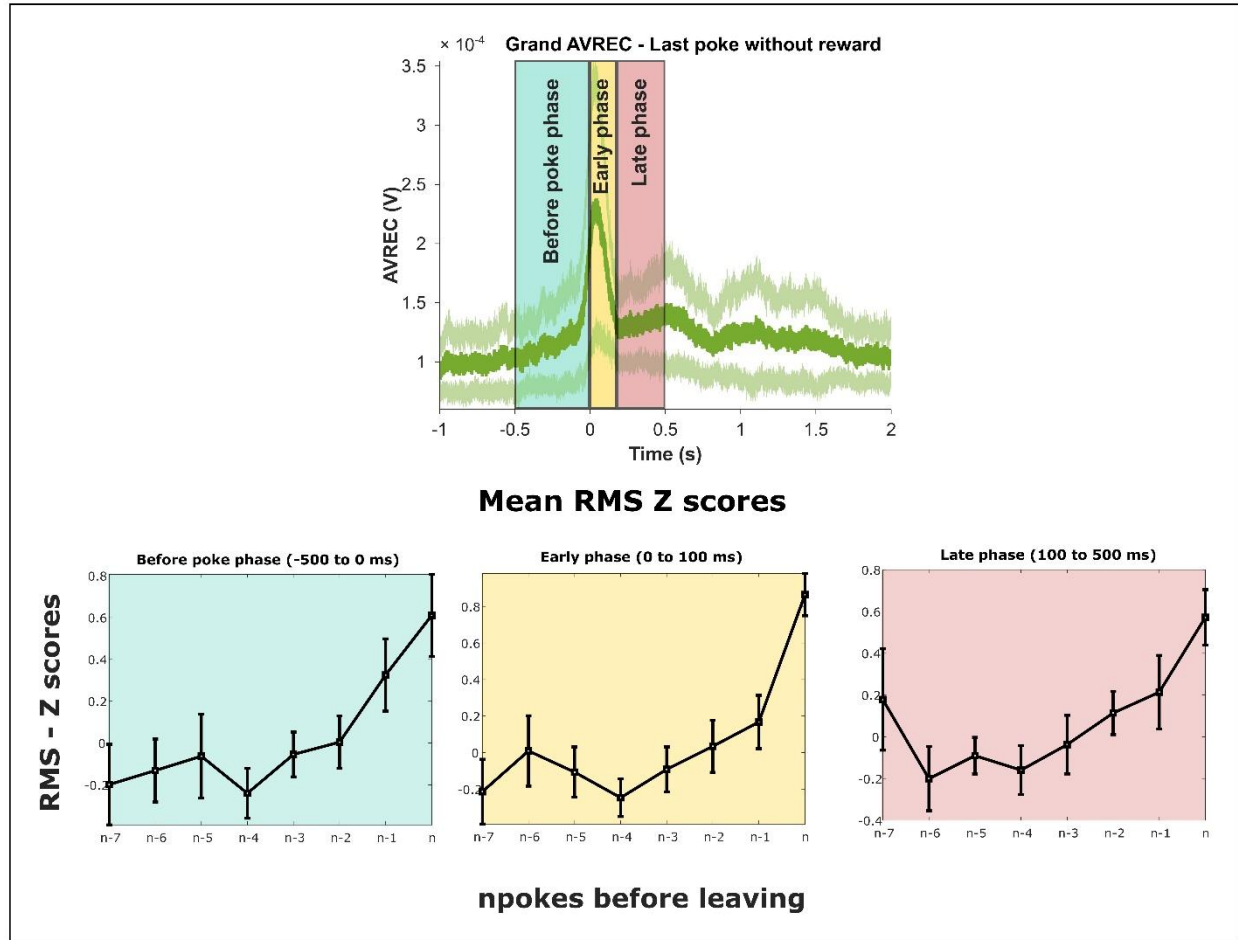 × 10⁻⁴
Grand AVREC - Last poke without reward
3.5
3
2.5
2
1.5
1
AVREC (V)
Before poke phase
Early phase
Late phase
-1 -0.5 0 0.5 1 1.5 2
Time (s)
Mean RMS Z scores
RMS - Z scores
Before poke phase (-500 to 0 ms)
0.8
0.6
0.4
0.2
0
-0.2
n-7 n-6 n-5 n-4 n-3 n-2 n-1 n
Early phase (0 to 100 ms)
0.8
0.6
0.4
0.2
0
-0.2
n-7 n-6 n-5 n-4 n-3 n-2 n-1 n
Late phase (100 to 500 ms)
0.8
0.6
0.4
0.2
0
-0.2
-0.4
n-7 n-6 n-5 n-4 n-3 n-2 n-1 n
npokes before leaving